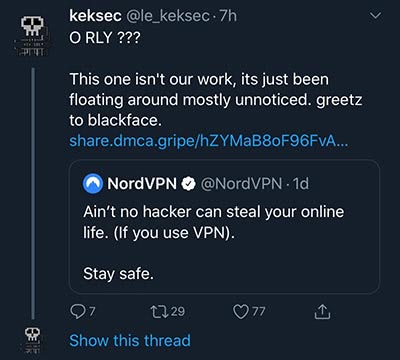 keksec @le_keksec · 7h
O RLY ???
This one isn't our work, its just been
floating around mostly unnoticed. greetz
to blackface.
share.dmca.gripe/hZYMaB8oF96FvA...
NordVPN @NordVPN · 1d
Ain't no hacker can steal your online
life. (If you use VPN).
Stay safe.
7 29 77
Show this thread